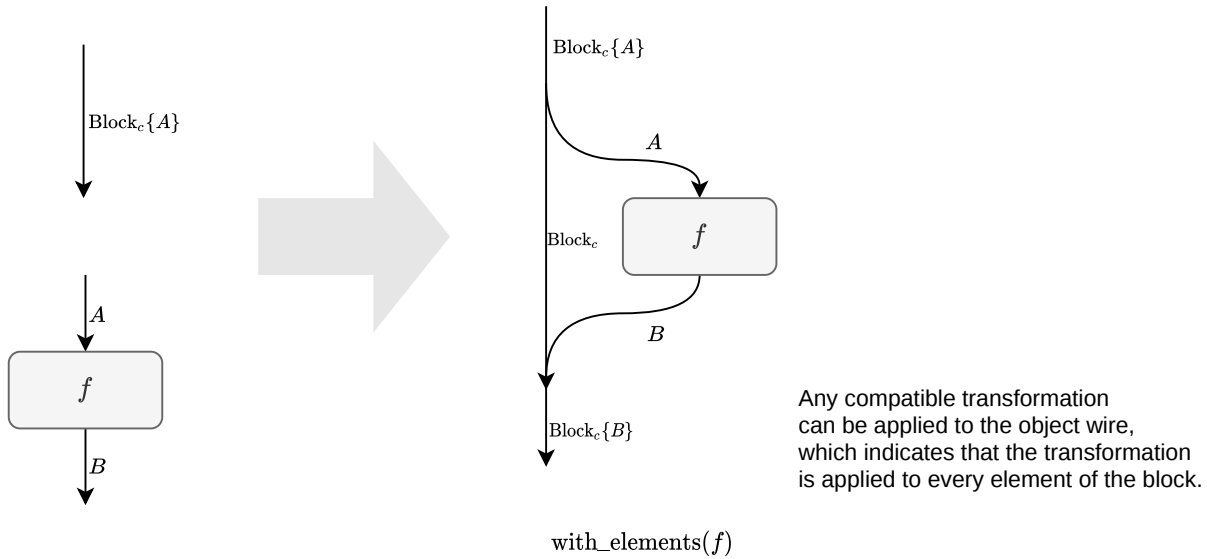 Block_c{A}
A
f
B
Block_c{A}
A
Block_c
f
B
Block_c{B}
with_elements(f)
Any compatible transformation
can be applied to the object wire,
which indicates that the transformation
is applied to every element of the block.